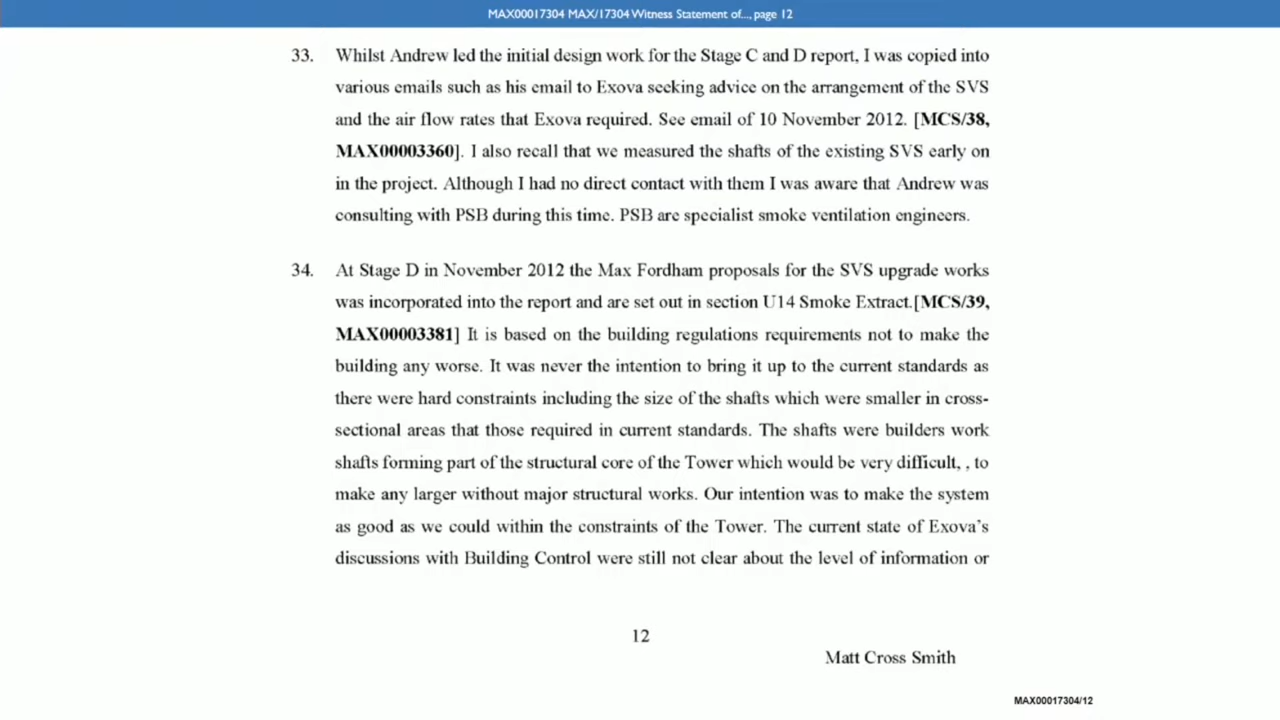 MAX00017304 MAX/17304 Witness Statement of..., page 12
33. Whilst Andrew led the initial design work for the Stage C and D report, I was copied into
various emails such as his email to Exova seeking advice on the arrangement of the SVS
and the air flow rates that Exova required. See email of 10 November 2012. [MCS/38,
MAX00003360]. I also recall that we measured the shafts of the existing SVS early on
in the project. Although I had no direct contact with them I was aware that Andrew was
consulting with PSB during this time. PSB are specialist smoke ventilation engineers.
34. At Stage D in November 2012 the Max Fordham proposals for the SVS upgrade works
was incorporated into the report and are set out in section U14 Smoke Extract.[MCS/39,
MAX00003381] It is based on the building regulations requirements not to make the
building any worse. It was never the intention to bring it up to the current standards as
there were hard constraints including the size of the shafts which were smaller in cross-
sectional areas that those required in current standards. The shafts were builders work
shafts forming part of the structural core of the Tower which would be very difficult, , to
make any larger without major structural works. Our intention was to make the system
as good as we could within the constraints of the Tower. The current state of Exova's
discussions with Building Control were still not clear about the level of information or
12
Matt Cross Smith
MAX00017304/12